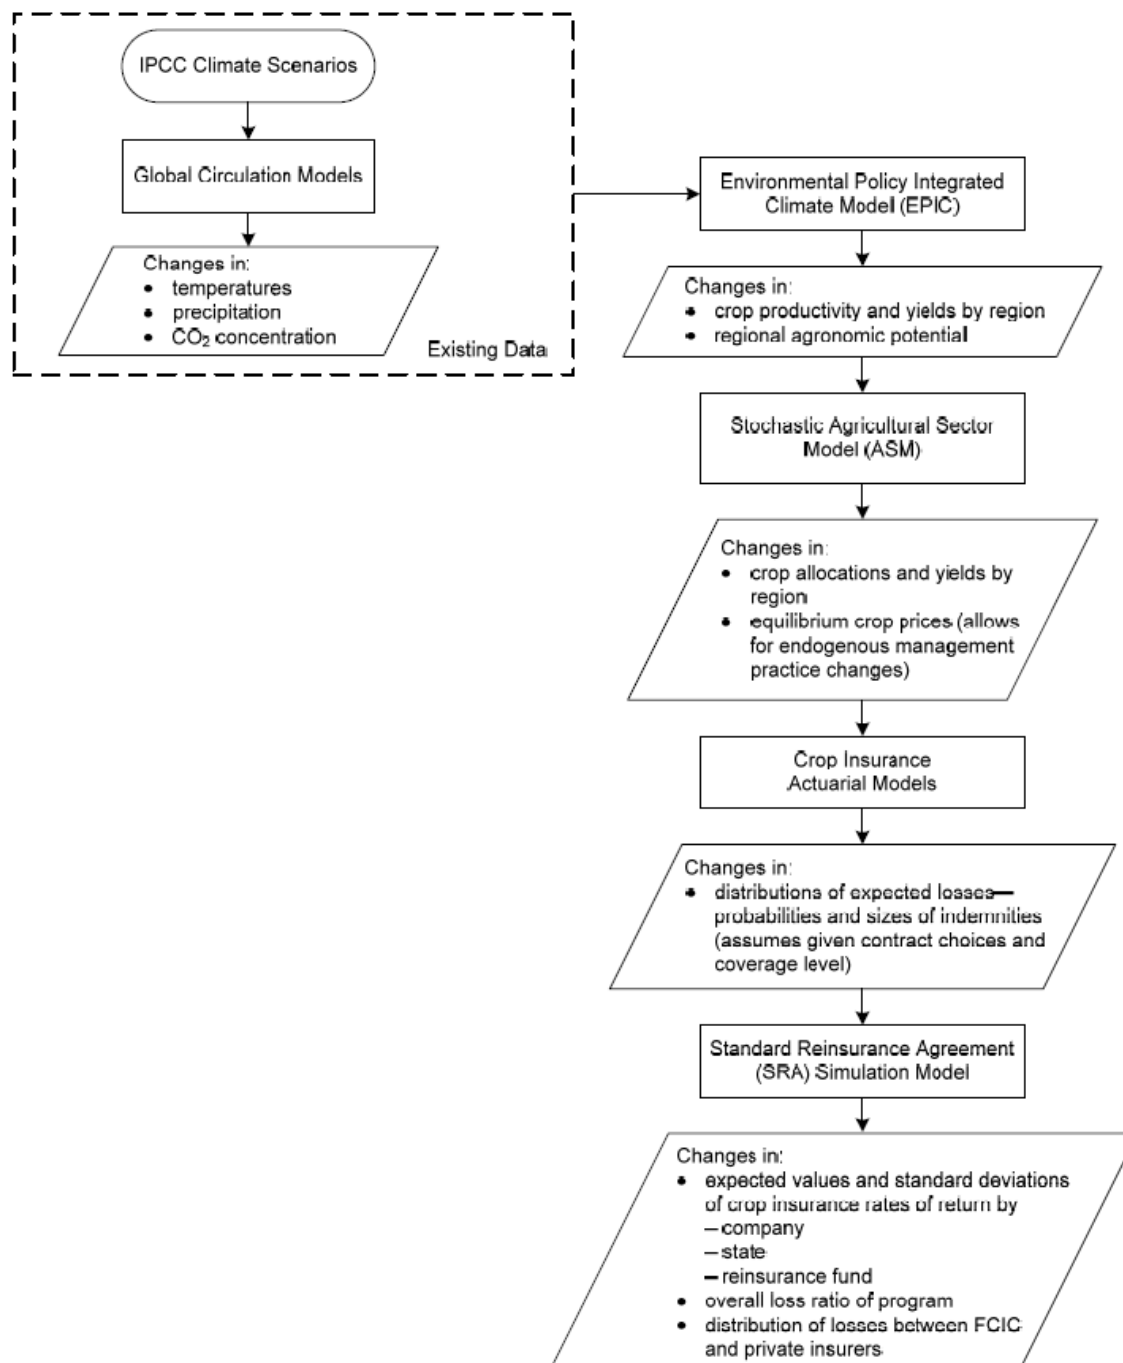 IPCC Climate Scenarios
Global Circulation Models
Changes in:
• temperatures
• precipitation
• CO₂ concentration
Existing Data
Environmental Policy Integrated
Climate Model (EPIC)
Changes in:
• crop productivity and yields by region
• regional agronomic potential
Stochastic Agricultural Sector
Model (ASM)
Changes in:
• crop allocations and yields by
region
• equilibrium crop prices (allows
for endogenous management
practice changes)
Crop Insurance
Actuarial Models
Changes in:
• distributions of expected losses—
probabilities and sizes of indemnities
(assumes given contract choices and
coverage level)
Standard Reinsurance Agreement
(SRA) Simulation Model
Changes in:
• expected values and standard deviations
of crop insurance rates of return by
– company
– state
– reinsurance fund
• overall loss ratio of program
• distribution of losses between FCIC
and private insurers